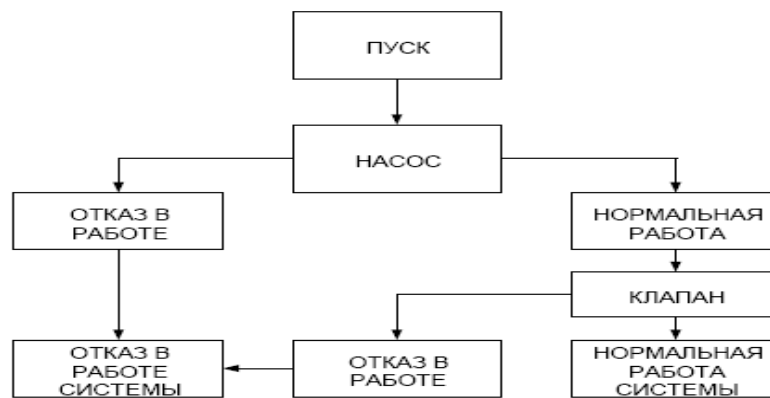 ПУСК
НАСОС
ОТКАЗ В
РАБОТЕ
НОРМАЛЬНАЯ
РАБОТА
КЛАПАН
ОТКАЗ В
РАБОТЕ
СИСТЕМЫ
ОТКАЗ В
РАБОТЕ
НОРМАЛЬНАЯ
РАБОТА
СИСТЕМЫ